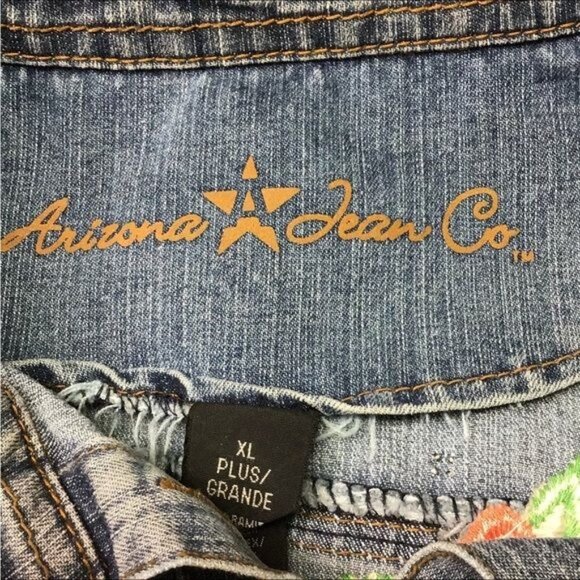 Arizona A Jean Co.™
XL
PLUS/
GRANDE